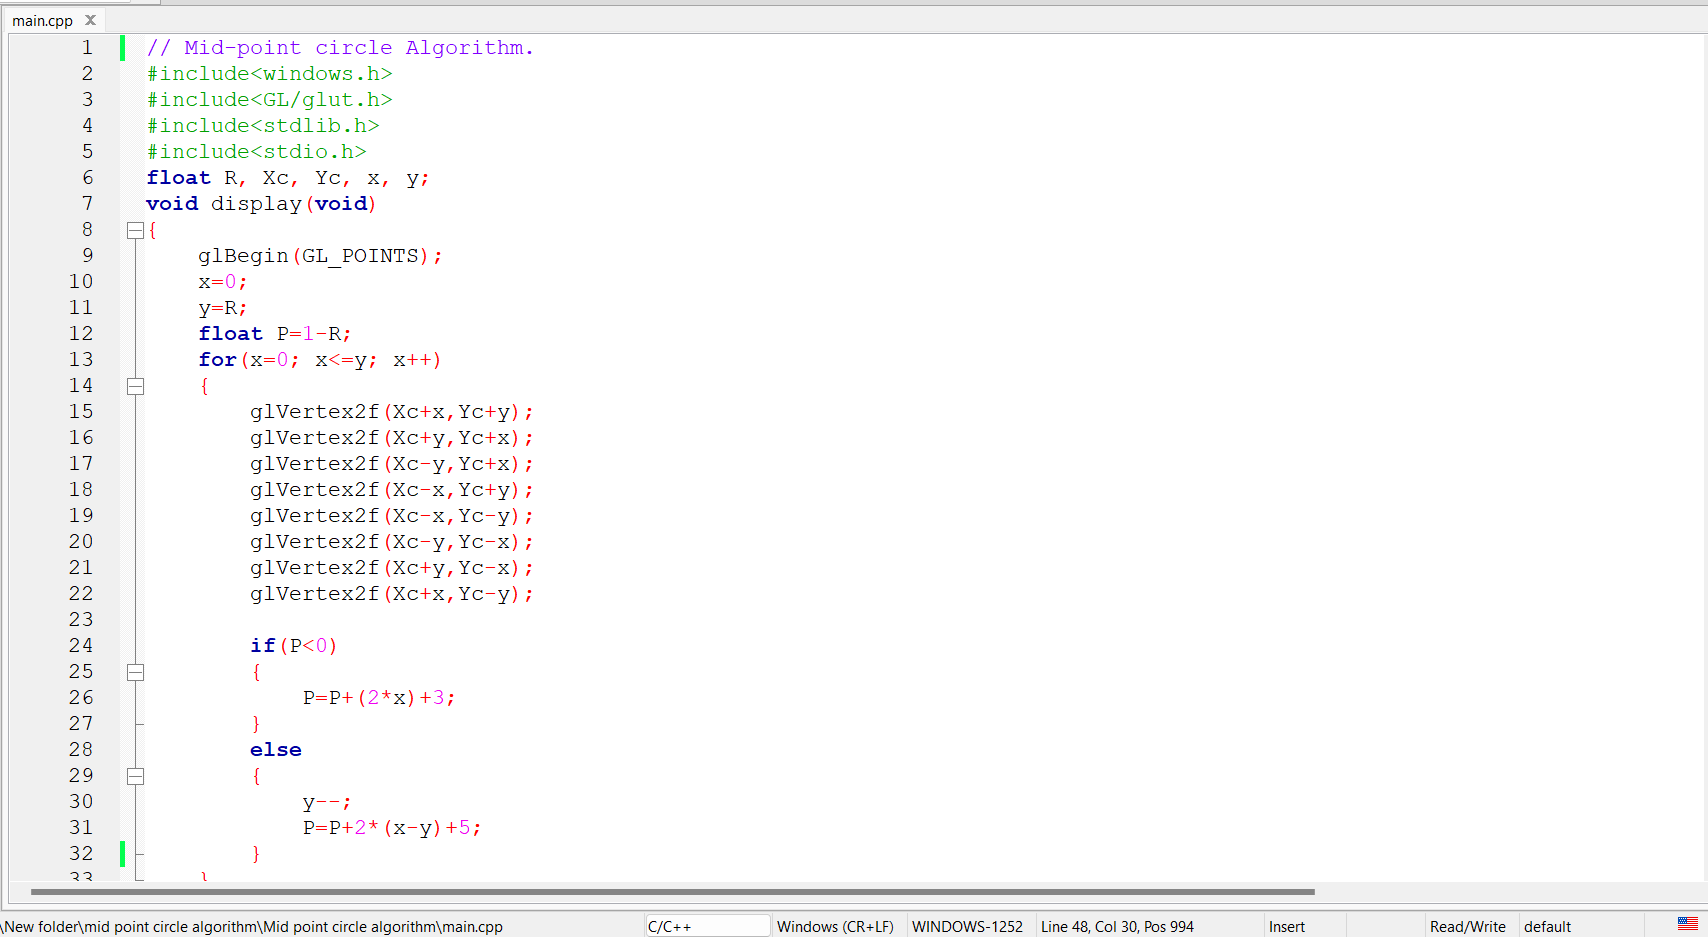 main.cpp X
1 // Mid-point circle Algorithm.
2 #include<windows.h>
3 #include<GL/glut.h>
4 #include<stdlib.h>
5 #include<stdio.h>
6 float R, Xc, Yc, x, y;
7 void display(void)
8 {
9 glBegin(GL_POINTS);
10 x=0;
11 y=R;
12 float P=1-R;
13 for(x=0; x<=y; x++)
14 {
15 glVertex2f(Xc+x,Yc+y);
16 glVertex2f(Xc+y,Yc+x);
17 glVertex2f(Xc-y,Yc+x);
18 glVertex2f(Xc-x,Yc+y);
19 glVertex2f(Xc-x,Yc-y);
20 glVertex2f(Xc-y,Yc-x);
21 glVertex2f(Xc+y,Yc-x);
22 glVertex2f(Xc+x,Yc-y);
23
24 if(P<0)
25 {
26 P=P+(2*x)+3;
27 }
28 else
29 {
30 y--;
31 P=P+2*(x-y)+5;
32 }
33 }
\New folder\mid point circle algorithm\Mid point circle algorithm\main.cpp C/C++ Windows (CR+LF) WINDOWS-1252 Line 48, Col 30, Pos 994 Insert Read/Write default